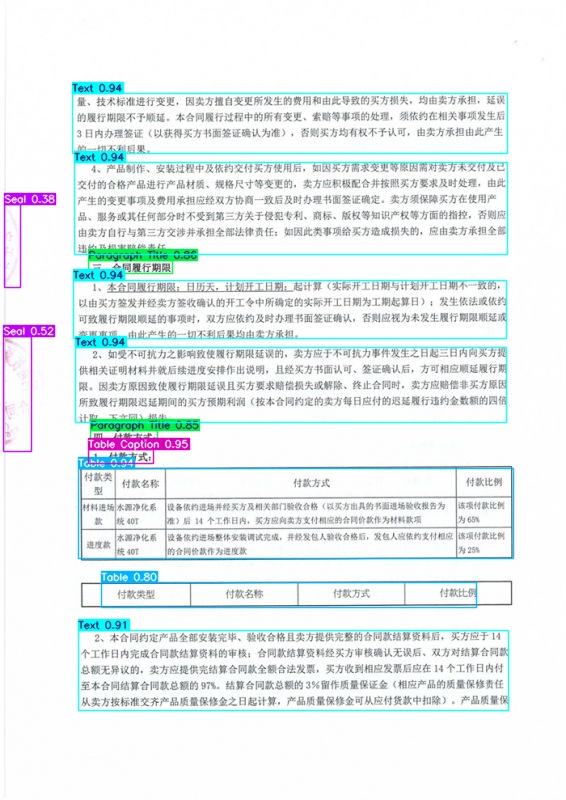 Text 0.94
量、技术标准进行变更，因卖方擅自变更所发生的费用和由此导致的买方损失，均由卖方承担，延误
的履行期限不予顺延。本合同履行过程中的所有变更、索赔等事项的处理，须依约在相关事项发生后
3 日内办理签证（以获得买方书面签证确认为准），否则买方均有权不予认可，由卖方承担由此产生
的一切不利后果。
Text 0.94
4、产品制作、安装过程中及依约交付买方使用后，如因买方需求变更等原因需对卖方未交付及已
交付的合格产品进行产品材质、规格尺寸等变更的，卖方应积极配合并按照买方要求及时处理，由此
产生的变更事项及费用承担应经双方协商一致后及时办理书面签证确定。卖方须保障买方在使用产
品、服务或其任何部分时不受到第三方关于侵犯专利、商标、版权等知识产权等方面的指控，否则应
由卖方自行与第三方交涉并承担全部法律责任；如因此类事项给买方造成损失的，应由卖方承担全部
违约及损害赔偿责任
Seal 0.38
Paragraph Title 0.86
三、合同履行期限
Text 0.94
1、本合同履行期限：日历天，计划开工日期：起计算（实际开工日期与计划开工日期不一致的，
以由买方签发并经卖方签收确认的开工令中所确定的实际开工日期为工期起算日）；发生依法或依约
可致履行期限顺延的事项时，双方应依约及时办理书面签证确认，否则应视为未发生履行期限顺延或
变更事项，由此产生的一切不利后果均由卖方承担。
Seal 0.52
Text 0.94
2、如受不可抗力之影响致使履行期限延误的，卖方应于不可抗力事件发生之日起三日内向买方提
供相关证明材料并就后续进度安排作出说明，且经买方书面认可、签证确认后，方可相应顺延履行期
限。因卖方原因致使履行期限延误且买方要求赔偿损失或解除、终止合同时，卖方应赔偿非买方原因
所致履行期限迟延期间的买方预期利润（按本合同约定的卖方每日应付的迟延履行违约金数额的四倍
计取，下文同）损失
Paragraph Title 0.85
四、付款方式
Table Caption 0.95
1、付款方式：
Table 0.94
付款类型 付款名称 付款方式 付款比例
材料进场款 水源净化系统 40T 设备依约进场并经买方及相关部门验收合格（以买方出具的书面进场验收报告为准）后 14 个工作日内，买方应向卖方支付相应的合同价款作为材料款项 该项付款比例为 65%
进度款 水源净化系统 40T 设备依约进场整体安装调试完成，并经发包人验收合格后，发包人应依约支付相应的合同价款作为进度款 该项付款比例为 25%
Table 0.80
付款类型 付款名称 付款方式 付款比例
Text 0.91
2、本合同约定产品全部安装完毕、验收合格且卖方提供完整的合同款结算资料后，买方应于 14
个工作日内完成合同款结算资料的审核；合同款结算资料经买方审核确认无误后、双方对结算合同款
总额无异议的，卖方应提供完结算合同款全额合法发票，买方收到相应发票后应在 14 个工作日内付
至本合同结算合同款总额的 97%。结算合同款总额的 3%留作质量保证金（相应产品的质量保修责任
从卖方按标准交齐产品质量保修金之日起计算，产品质量保修金可从应付货款中扣除）。产品质量保